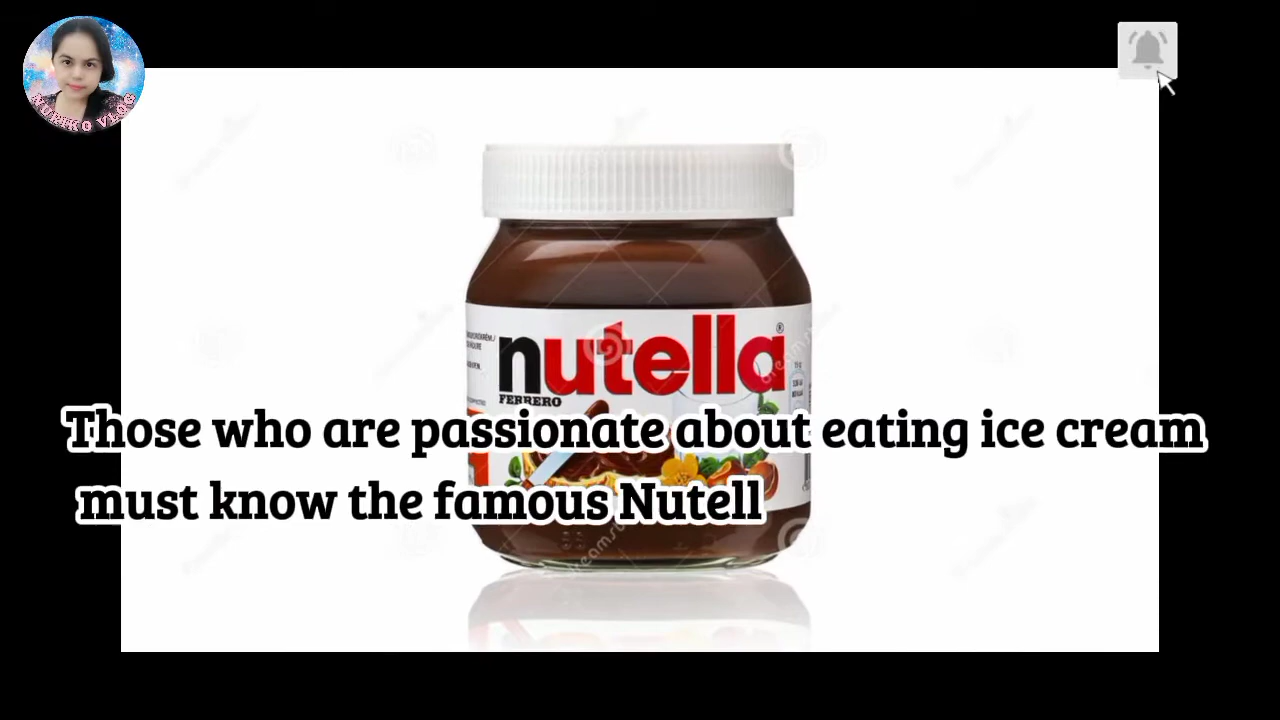 nutella
FERRERO
Those who are passionate about eating ice cream
must know the famous Nutell